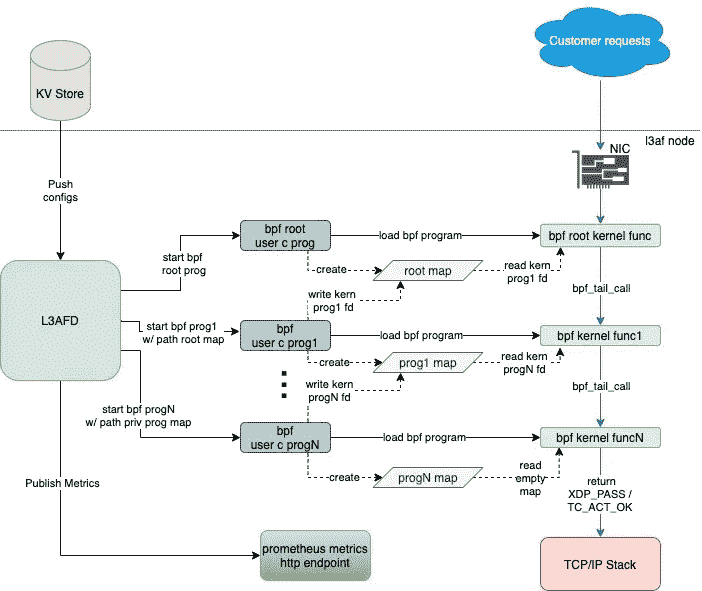 Customer requests
KV Store
l3af node
NIC
Push
configs
bpf root
user c prog
load bpf program
bpf root kernel func
start bpf
root prog
create
root map
read kern
prog1 fd
write kern
prog1 fd
bpf_tail_call
L3AFD
start bpf prog1
w/ path root map
bpf
user c prog1
load bpf program
bpf kernel func1
create
prog1 map
read kern
progN fd
write kern
progN fd
bpf_tail_call
start bpf progN
w/ path priv prog map
bpf
user c progN
load bpf program
bpf kernel funcN
create
progN map
read
empty
map
return
XDP_PASS /
TC_ACT_OK
Publish Metrics
prometheus metrics
http endpoint
TCP/IP Stack